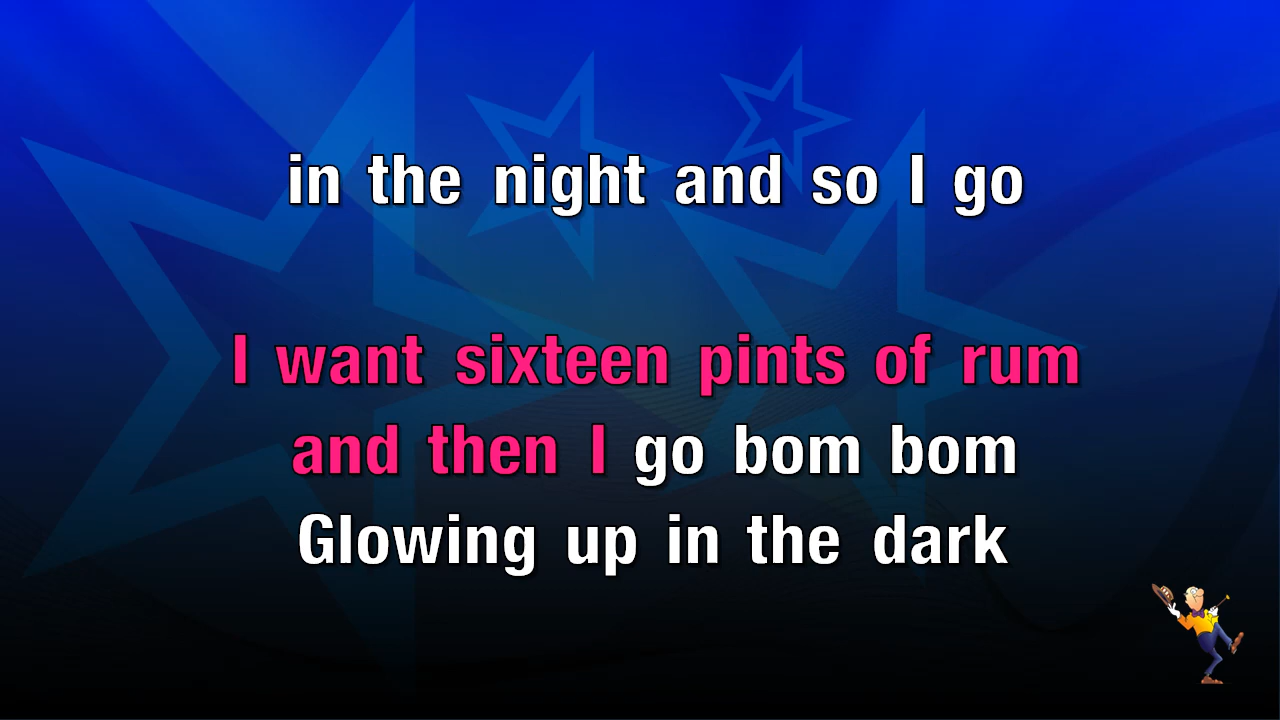 in the night and so I go
I want sixteen pints of rum
and then I go bom bom
Glowing up in the dark